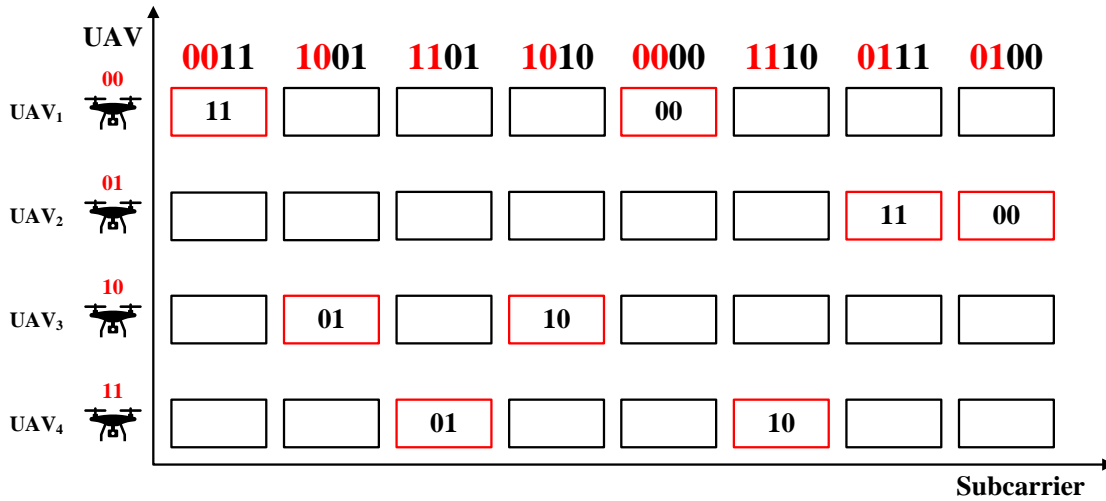 UAV
0011 1001 1101 1010 0000 1110 0111 0100
00
UAV₁ 11 00
01
UAV₂ 11 00
10
UAV₃ 01 10
11
UAV₄ 01 10
Subcarrier